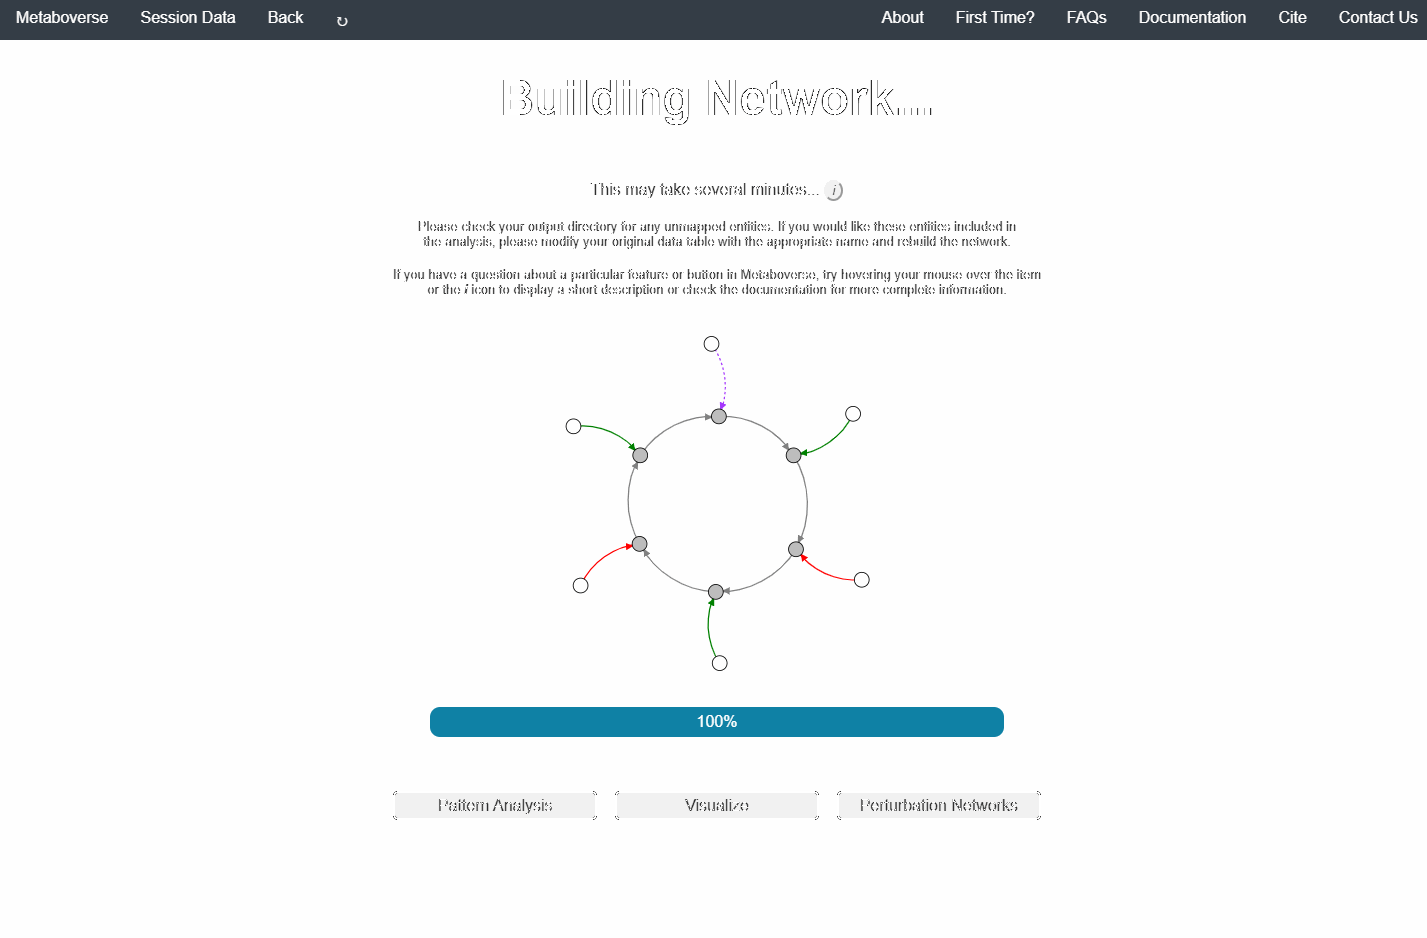 Metaboverse Session Data Back ↻ About First Time? FAQs Documentation Cite Contact Us
Building Network....
This may take several minutes... i
Please check your output directory for any unmapped entities. If you would like these entities included in
the analysis, please modify your original data table with the appropriate name and rebuild the network.
If you have a question about a particular feature or button in Metaboverse, try hovering your mouse over the item
or the i icon to display a short description or check the documentation for more complete information.
100%
Pattern Analysis Visualize Perturbation Networks